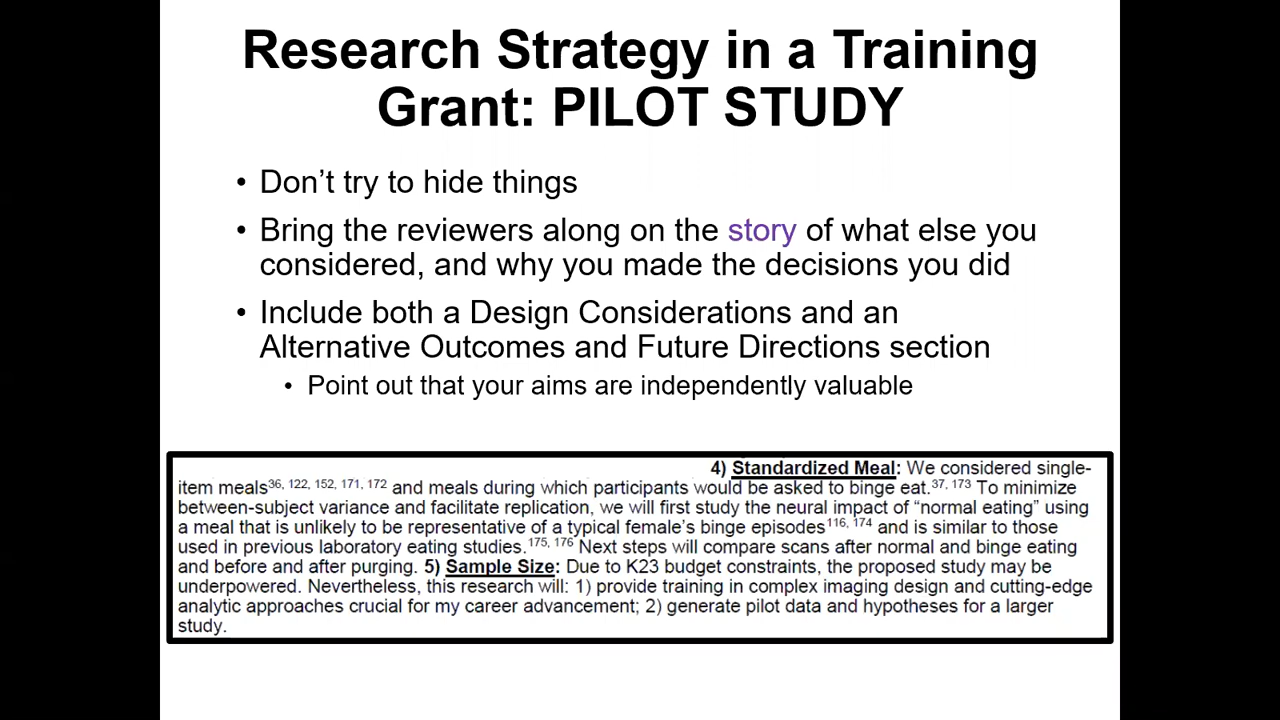 Research Strategy in a Training
Grant: PILOT STUDY
• Don’t try to hide things
• Bring the reviewers along on the story of what else you
considered, and why you made the decisions you did
• Include both a Design Considerations and an
Alternative Outcomes and Future Directions section
• Point out that your aims are independently valuable
4) Standardized Meal: We considered single-
item meals36, 122, 152, 171, 172 and meals during which participants would be asked to binge eat.37, 173 To minimize
between-subject variance and facilitate replication, we will first study the neural impact of “normal eating” using
a meal that is unlikely to be representative of a typical female’s binge episodes116, 174 and is similar to those
used in previous laboratory eating studies.175, 176 Next steps will compare scans after normal and binge eating
and before and after purging. 5) Sample Size: Due to K23 budget constraints, the proposed study may be
underpowered. Nevertheless, this research will: 1) provide training in complex imaging design and cutting-edge
analytic approaches crucial for my career advancement; 2) generate pilot data and hypotheses for a larger
study.